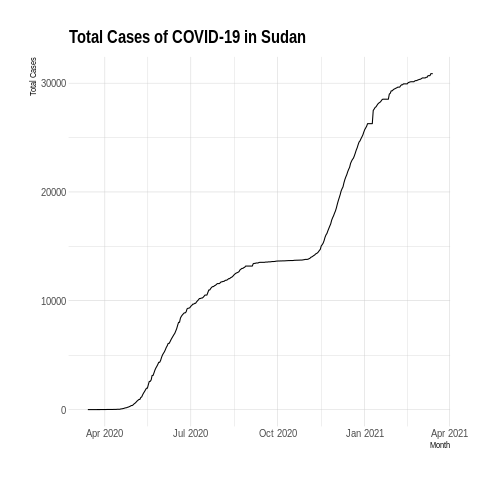 Total Cases of COVID-19 in Sudan
Total Cases
30000
20000
10000
0
Apr 2020 Jul 2020 Oct 2020 Jan 2021 Apr 2021
Month